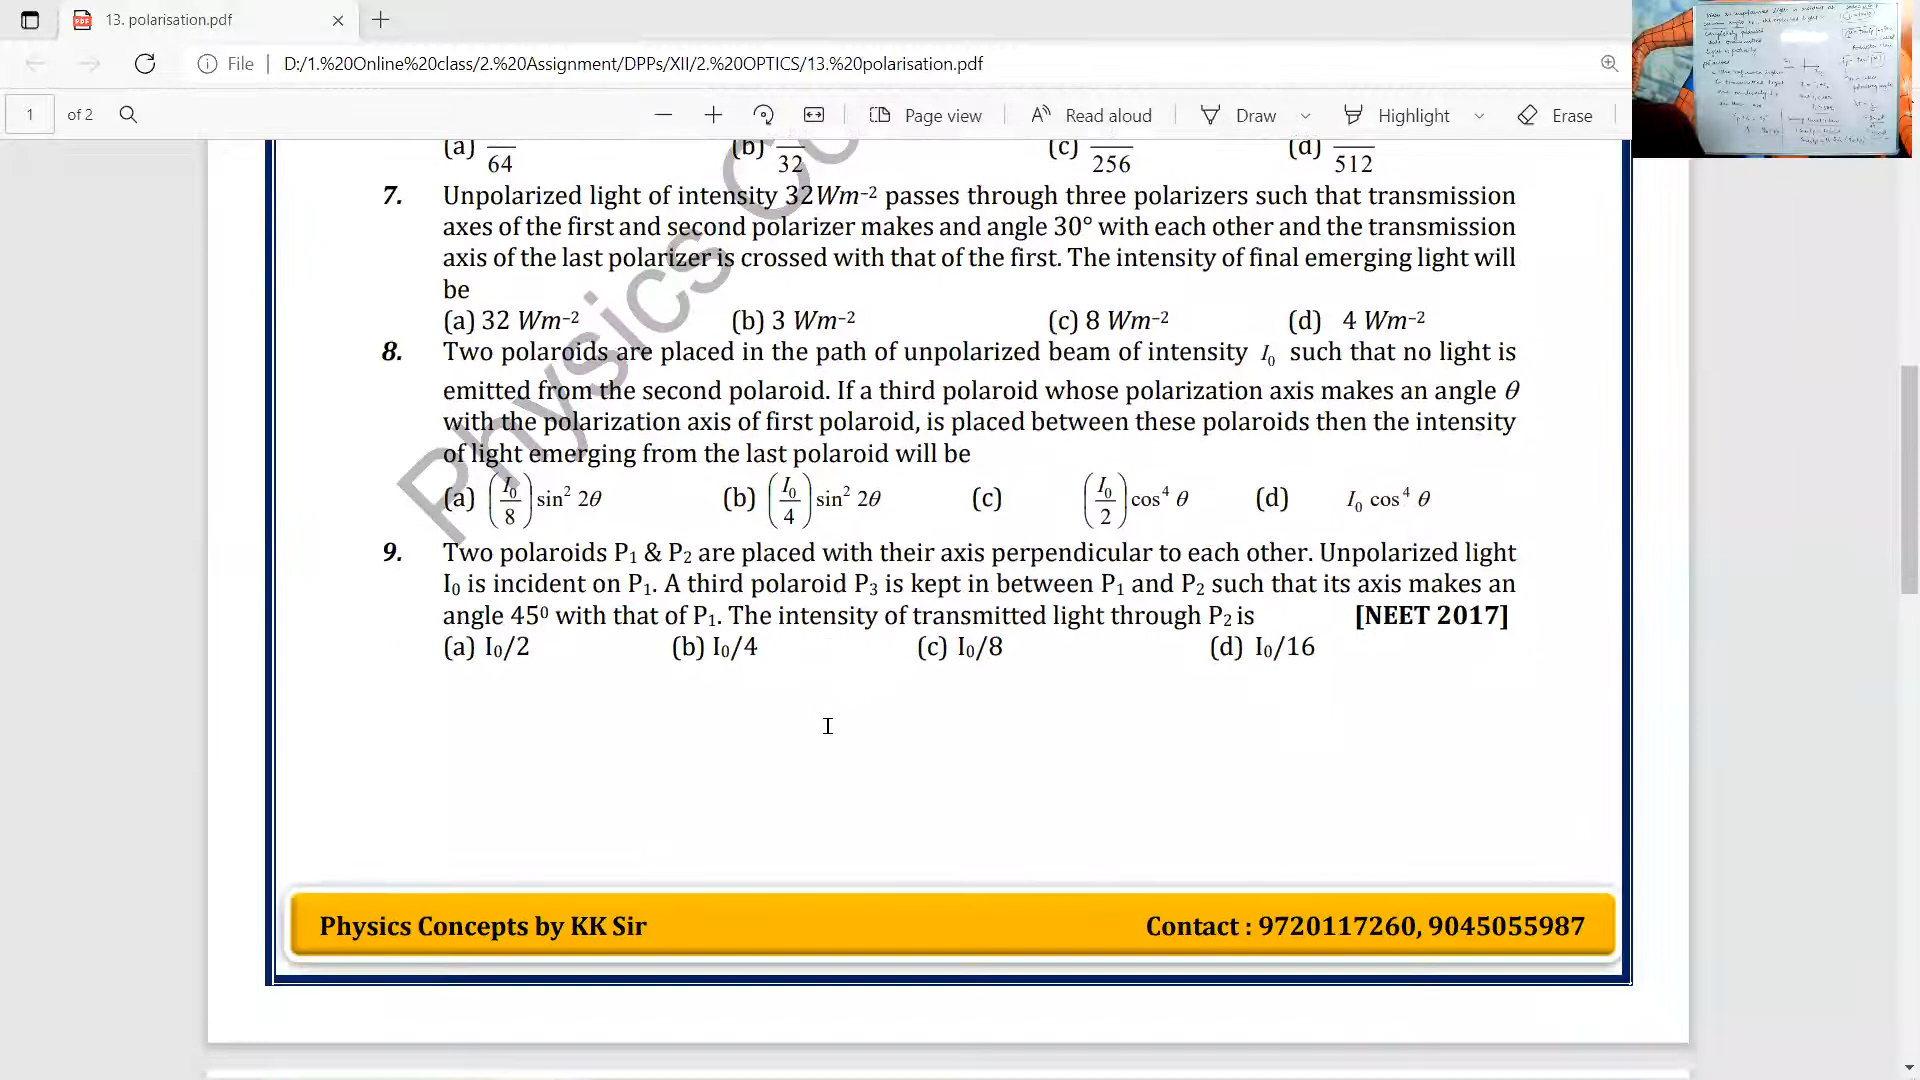 13. polarisation.pdf
File
D:/1.%20Online%20class/2.%20Assignment/DPPs/XII/2.%20OPTICS/13.%20polarisation.pdf
1 of 2 Page view Read aloud Draw Highlight Erase
(a) 64 (b) 32 (c) 256 (d) 512
7. Unpolarized light of intensity 32Wm⁻² passes through three polarizers such that transmission
axes of the first and second polarizer makes and angle 30° with each other and the transmission
axis of the last polarizer is crossed with that of the first. The intensity of final emerging light will
be
(a) 32 Wm⁻² (b) 3 Wm⁻² (c) 8 Wm⁻² (d) 4 Wm⁻²
8. Two polaroids are placed in the path of unpolarized beam of intensity I₀ such that no light is
emitted from the second polaroid. If a third polaroid whose polarization axis makes an angle θ
with the polarization axis of first polaroid, is placed between these polaroids then the intensity
of light emerging from the last polaroid will be
(a) (I₀/8) sin² 2θ (b) (I₀/4) sin² 2θ (c) (I₀/2) cos⁴ θ (d) I₀ cos⁴ θ
9. Two polaroids P₁ & P₂ are placed with their axis perpendicular to each other. Unpolarized light
I₀ is incident on P₁. A third polaroid P₃ is kept in between P₁ and P₂ such that its axis makes an
angle 45⁰ with that of P₁. The intensity of transmitted light through P₂ is [NEET 2017]
(a) I₀/2 (b) I₀/4 (c) I₀/8 (d) I₀/16
Physics Co
Physics Concepts by KK Sir Contact : 9720117260, 9045055987